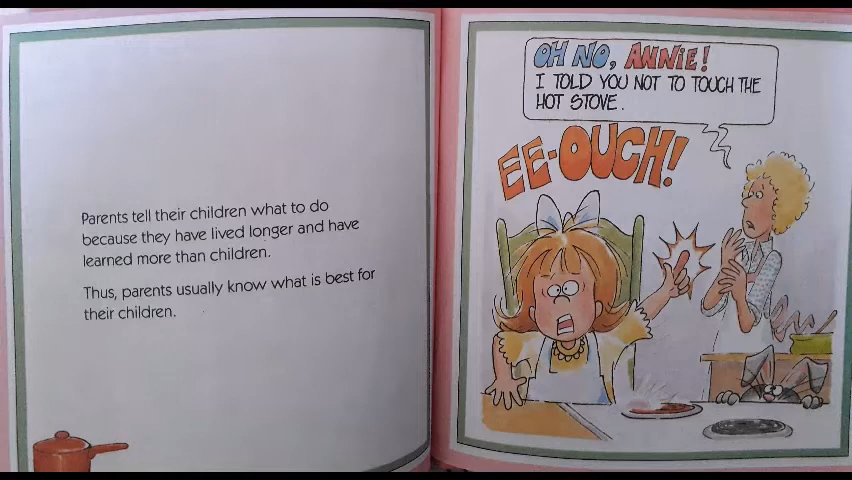 Parents tell their children what to do
because they have lived longer and have
learned more than children.
Thus, parents usually know what is best for
their children.
OH NO, ANNIE!
I TOLD YOU NOT TO TOUCH THE
HOT STOVE.
EE-OUCH!